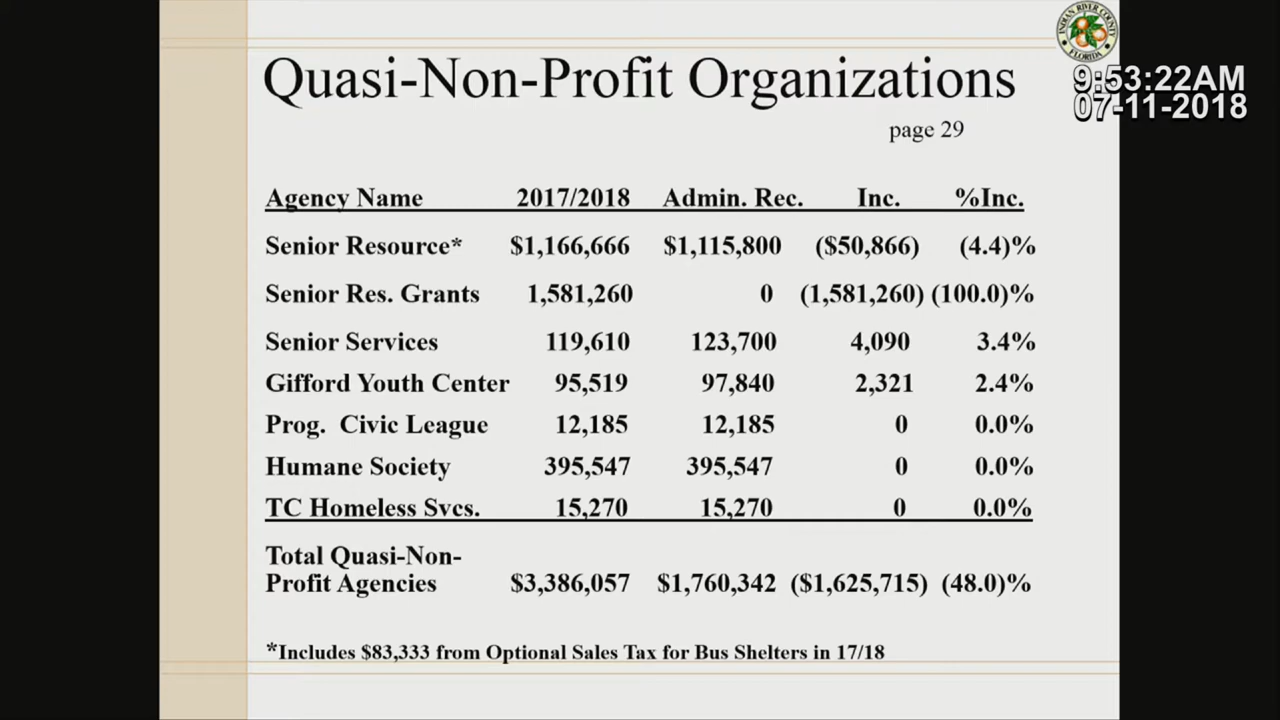 INDIAN RIVER COUNTY
FLORIDA
9:53:22AM
07-11-2018
Quasi-Non-Profit Organizations
page 29
Agency Name 2017/2018 Admin. Rec. Inc. %Inc.
Senior Resource* $1,166,666 $1,115,800 ($50,866) (4.4)%
Senior Res. Grants 1,581,260 0 (1,581,260) (100.0)%
Senior Services 119,610 123,700 4,090 3.4%
Gifford Youth Center 95,519 97,840 2,321 2.4%
Prog. Civic League 12,185 12,185 0 0.0%
Humane Society 395,547 395,547 0 0.0%
TC Homeless Svcs. 15,270 15,270 0 0.0%
Total Quasi-Non-
Profit Agencies $3,386,057 $1,760,342 ($1,625,715) (48.0)%
*Includes $83,333 from Optional Sales Tax for Bus Shelters in 17/18